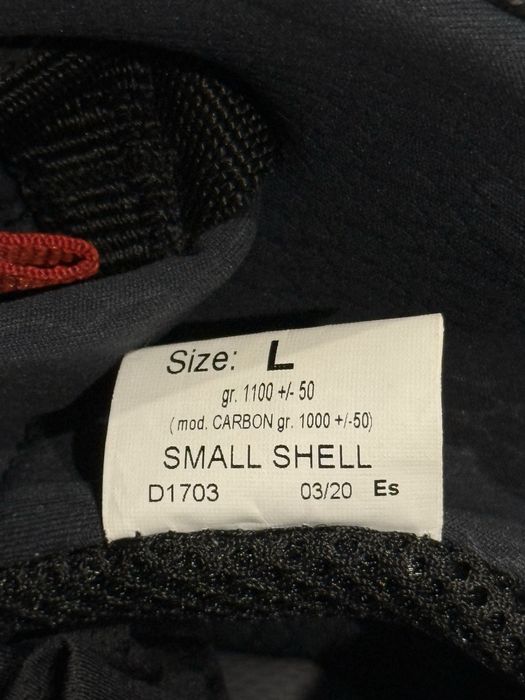 Size: L
gr. 1100 +/- 50
( mod. CARBON gr. 1000 +/-50)
SMALL SHELL
D1703 03/20 Es